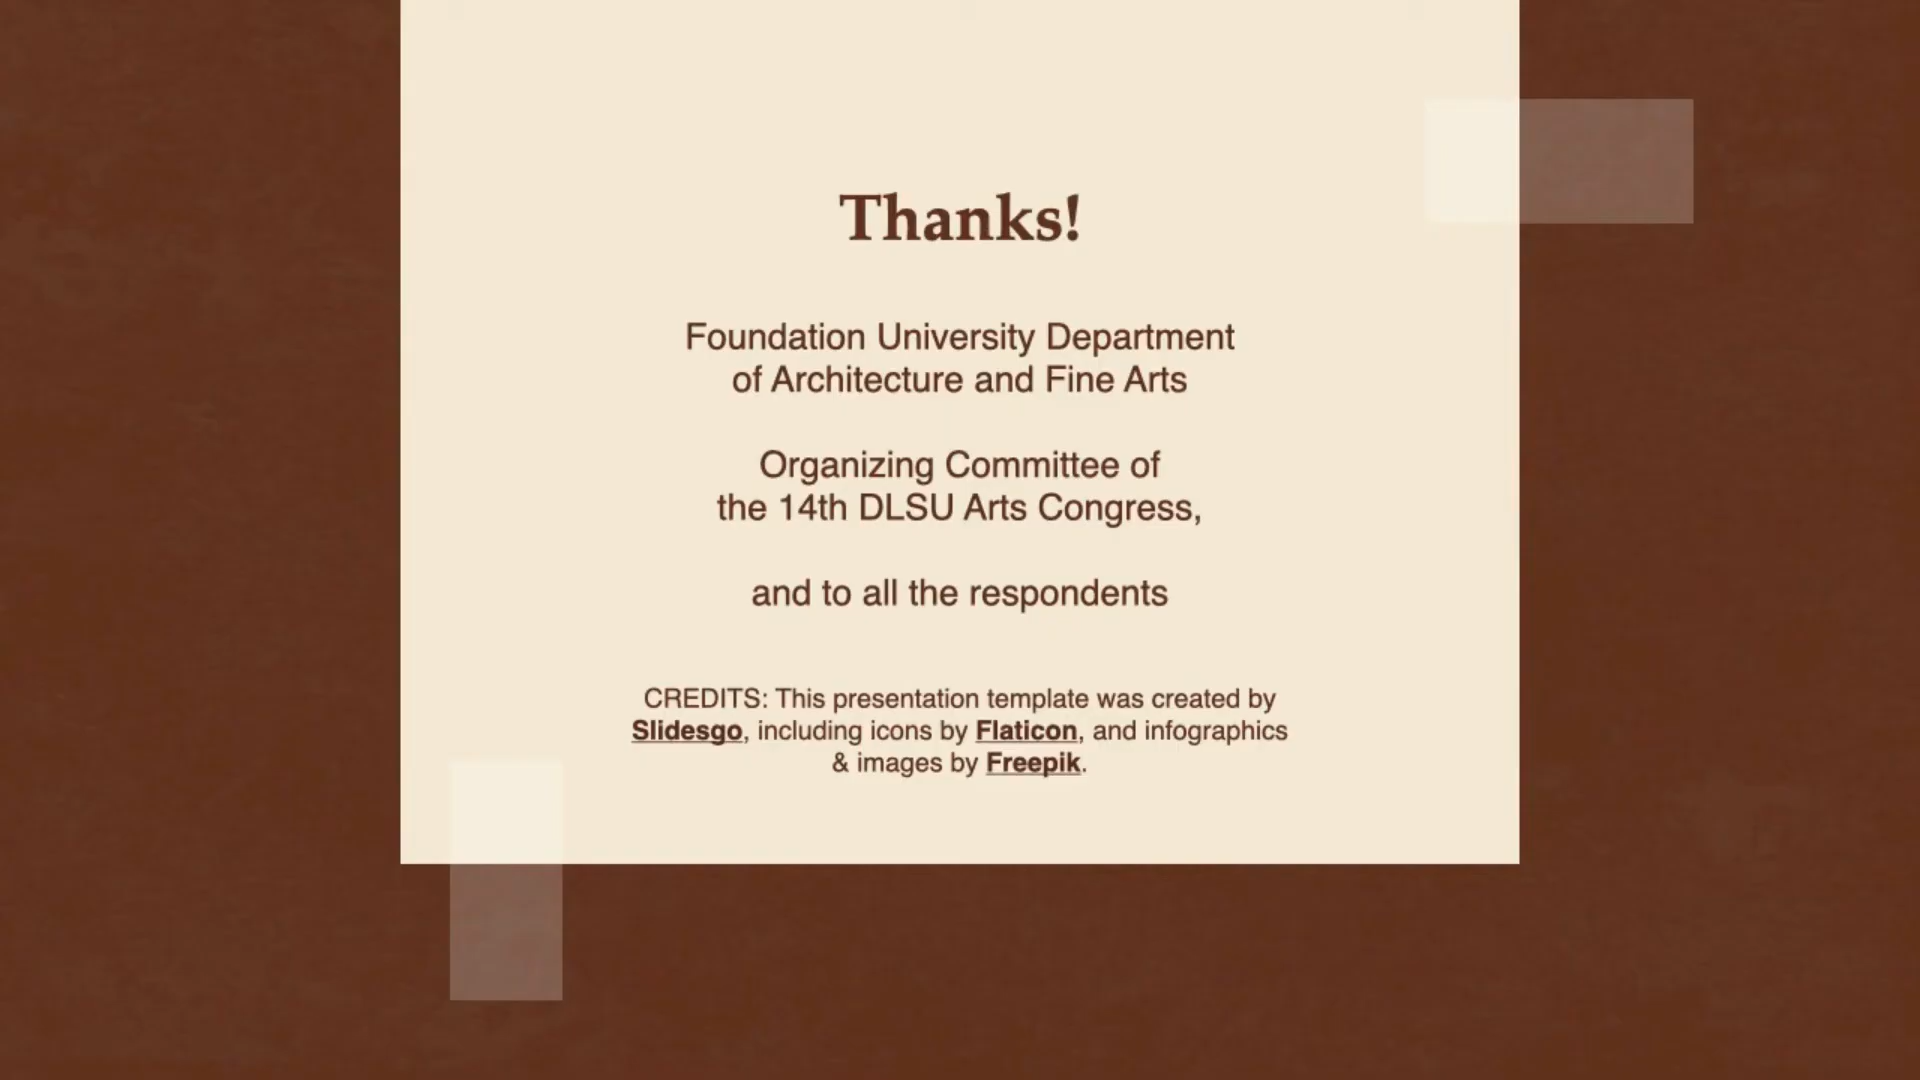 Thanks!
Foundation University Department
of Architecture and Fine Arts
Organizing Committee of
the 14th DLSU Arts Congress,
and to all the respondents
CREDITS: This presentation template was created by
Slidesgo, including icons by Flaticon, and infographics
& images by Freepik.